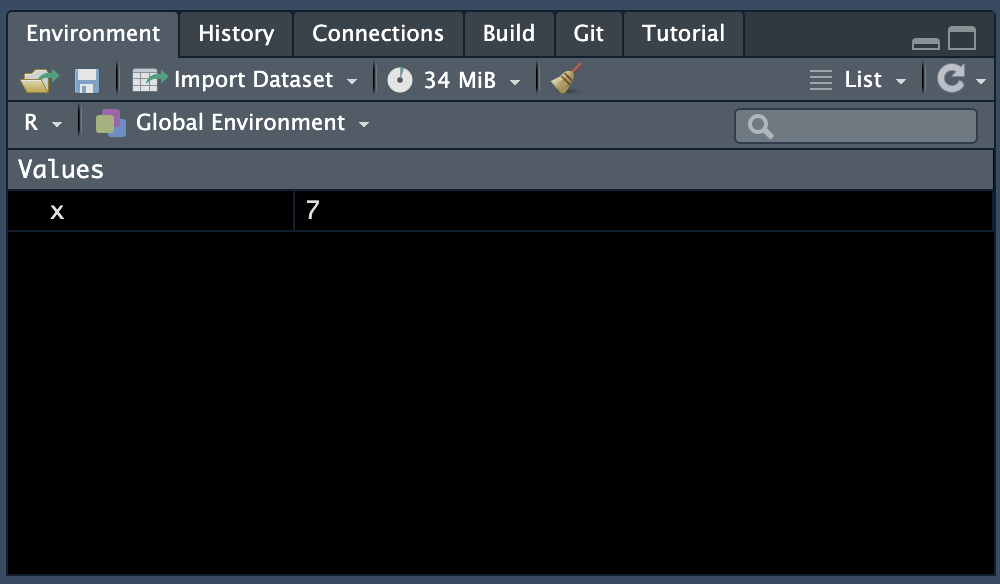 Environment History Connections Build Git Tutorial
Import Dataset 34 MiB List
R Global Environment
Values
x 7